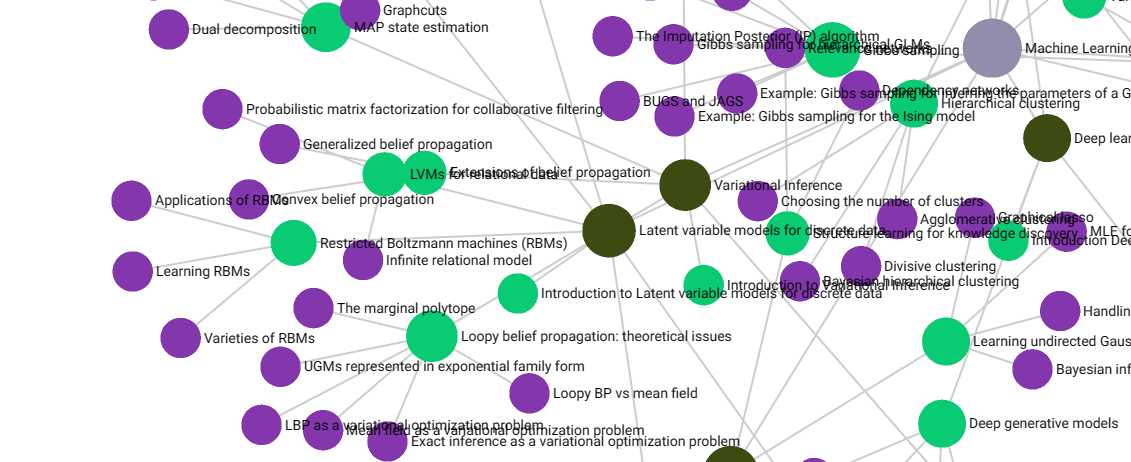 Graphcouts
Dual decomposition
MAP state estimation
The Imputation Posterior (IP) algorithm
Gibbs sampling for hierarchical GLMs
Relevance networks
Gibbs sampling
Machine Learning
Probabilistic matrix factorization for collaborative filtering
BUGS and JAGS
Example: Gibbs sampling for inferring the parameters of a G
Dependency networks
Hierarchical clustering
Example: Gibbs sampling for the Ising model
Deep lear
Generalized belief propagation
Extensions of belief propagation
LVMs for relational data
Variational Inference
Applications of RBMs
Convex belief propagation
Choosing the number of clusters
Agglomerative clustering
Graphical lasso
Latent variable models for discrete data
Structure learning for knowledge discovery
MLE fo
Introduction Dee
Restricted Boltzmann machines (RBMs)
Infinite relational model
Divisive clustering
Learning RBMs
Bayesian hierarchical clustering
Introduction to Variational Inference
Introduction to Latent variable models for discrete data
The marginal polytope
Handlin
Varieties of RBMs
Loopy belief propagation: theoretical issues
Learning undirected Gaus
UGMs represented in exponential family form
Bayesian inf
Loopy BP vs mean field
LBP as a variational optimization problem
Mean field as a variational optimization problem
Deep generative models
Exact inference as a variational optimization problem